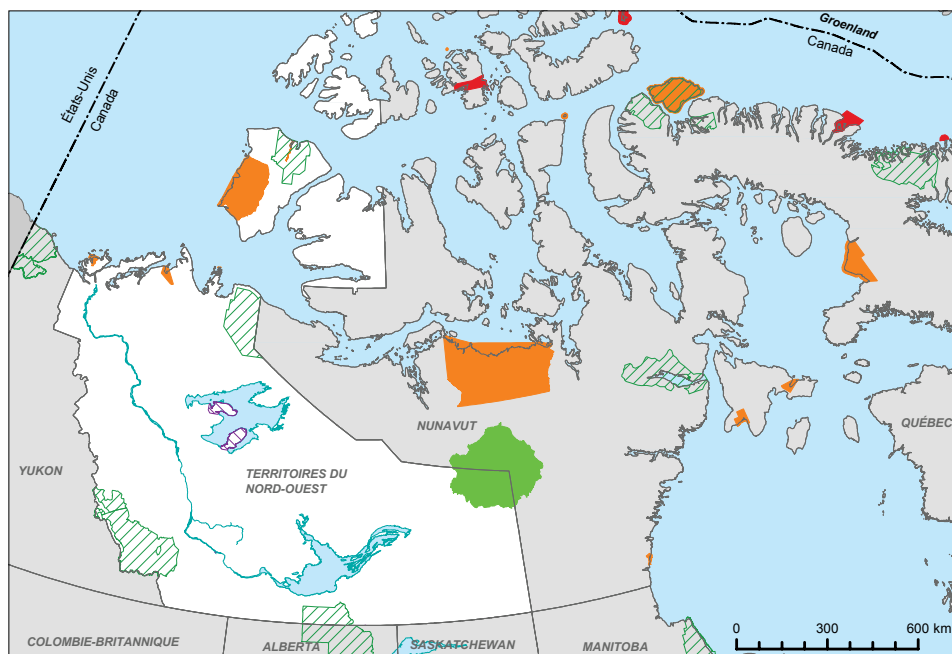 Groenland
Canada
États-Unis
Canada
NUNAVUT
QUÉBEC
YUKON
TERRITOIRES DU
NORD-OUEST
COLOMBIE-BRITANNIQUE
ALBERTA
SASKATCHEWAN
MANITOBA
0 300 600 km